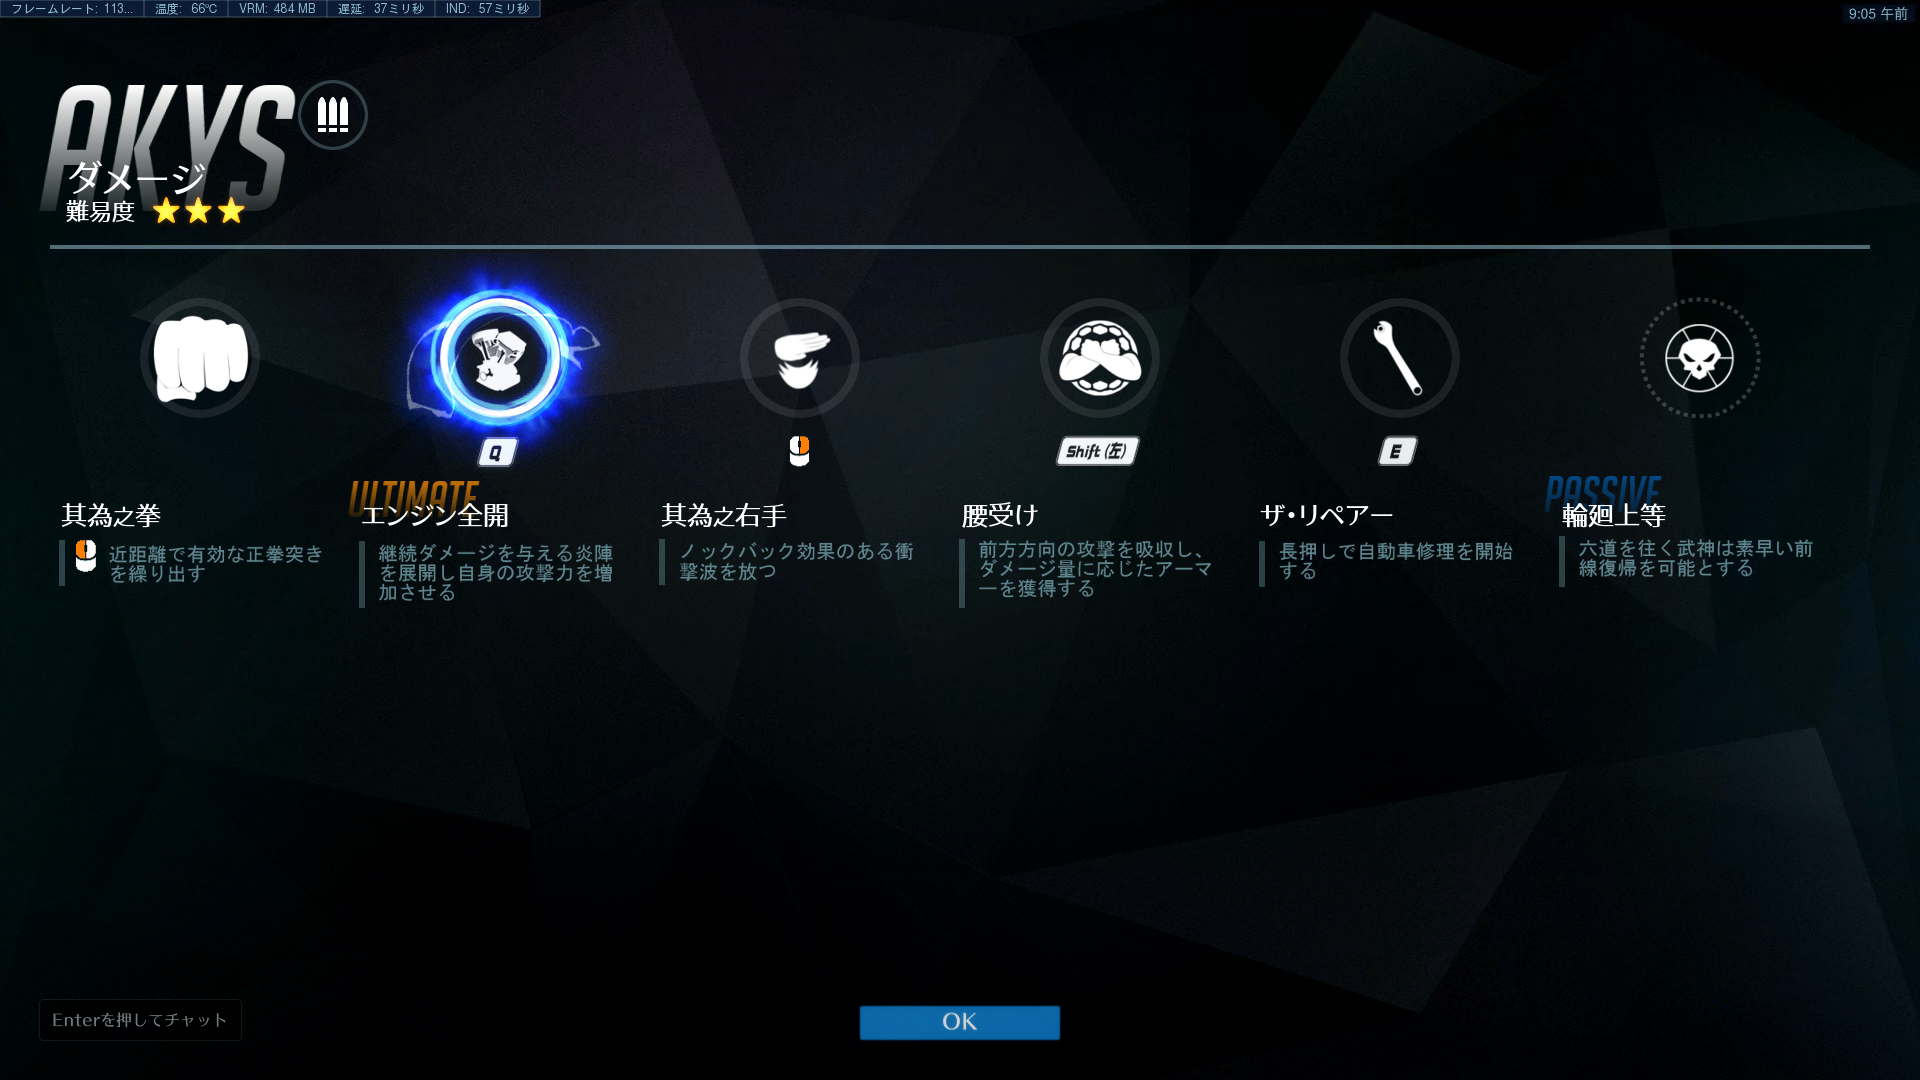 フレームレート: 113... 温度: 66ºC VRM: 484 MB 遅延: 37ミリ秒 IND: 57ミリ秒
9:05 午前
AKYS
ダメージ
難易度 ★★★
Q
Shift (左)
E
ULTIMATE
PASSIVE
其為之拳
エンジン全開
其為之右手
腰受け
ザ・リペアー
輪廻上等
近距離で有効な正拳突き
を繰り出す
継続ダメージを与える炎陣
を展開し自身の攻撃力を増
加させる
ノックバック効果のある衝
撃波を放つ
前方方向の攻撃を吸収し、
ダメージ量に応じたアーマ
ーを獲得する
長押しで自動車修理を開始
する
六道を往く武神は素早い前
線復帰を可能とする
Enterを押してチャット
OK